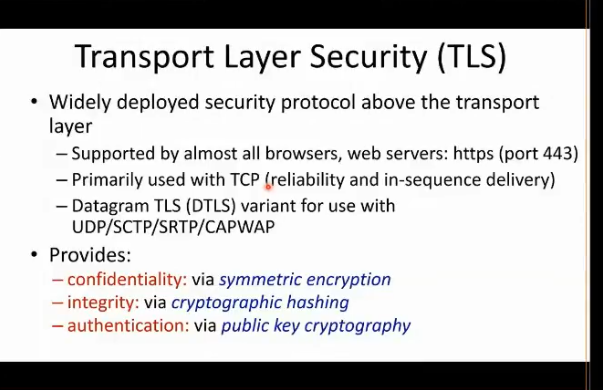 Transport Layer Security (TLS)
• Widely deployed security protocol above the transport
layer
– Supported by almost all browsers, web servers: https (port 443)
– Primarily used with TCP (reliability and in-sequence delivery)
– Datagram TLS (DTLS) variant for use with
UDP/SCTP/SRTP/CAPWAP
• Provides:
– confidentiality: via symmetric encryption
– integrity: via cryptographic hashing
– authentication: via public key cryptography